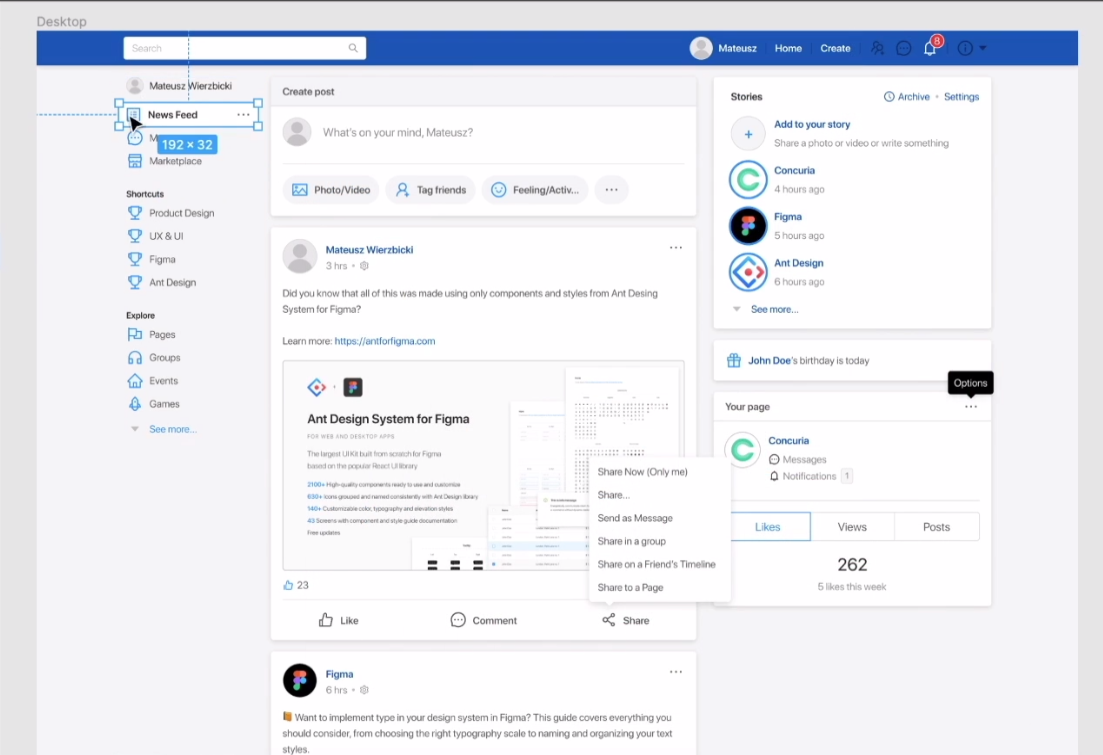 Desktop
Search
Mateusz
Home
Create
8
Mateusz Wierzbicki
News Feed
192 × 32
Marketplace
Shortcuts
Product Design
UX & UI
Figma
Ant Design
Explore
Pages
Groups
Events
Games
See more...
Create post
What's on your mind, Mateusz?
Photo/Video
Tag friends
Feeling/Activ...
Mateusz Wierzbicki
3 hrs
Did you know that all of this was made using only components and styles from Ant Desing
System for Figma?
Learn more: https://antforfigma.com
Ant Design System for Figma
FOR WEB AND DESKTOP APPS
The largest UI Kit built from scratch for Figma
based on the popular React UI library
2100+ High-quality components ready to use and customize
630+ Icons grouped and named consistently with Ant Design library
140+ Customizable color, typography and elevation styles
43 Screens with component and style guide documentation
Free updates
23
Like
Comment
Share
Share Now (Only me)
Share...
Send as Message
Share in a group
Share on a Friend's Timeline
Share to a Page
Figma
6 hrs
Want to implement type in your design system in Figma? This guide covers everything you
should consider, from choosing the right typography scale to naming and organizing your text
styles.
Stories
Archive
Settings
Add to your story
Share a photo or video or write something
Concuria
4 hours ago
Figma
5 hours ago
Ant Design
6 hours ago
See more...
John Doe's birthday is today
Options
Your page
Concuria
Messages
Notifications 1
Likes
Views
Posts
262
5 likes this week